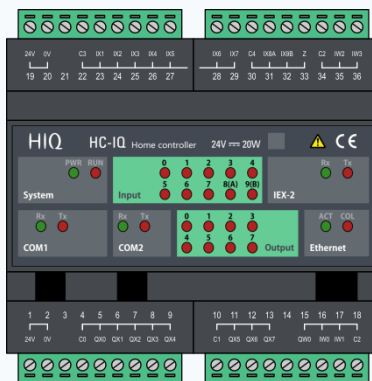 24V 0V C3 IX1 IX2 IX3 IX4 IX5 IX6 IX7 C4 IX8A IX9B Z C2 IW2 IW3
19 20 21 22 23 24 25 26 27 28 29 30 31 32 33 34 35 36
HIQ HC-IQ Home controller 24V 20W CE
PWR RUN 0 1 2 3 4 Rx Tx
System Input 5 6 7 8(A) 9(B) IEX-2
Rx Tx Rx Tx 0 1 2 3 ACT COL
COM1 COM2 4 5 6 7 Output Ethernet
1 2 3 4 5 6 7 8 9 10 11 12 13 14 15 16 17 18
24V 0V C0 QX0 QX1 QX2 QX3 QX4 C1 QX5 QX6 QX7 QW0 IW0 IW1 C2